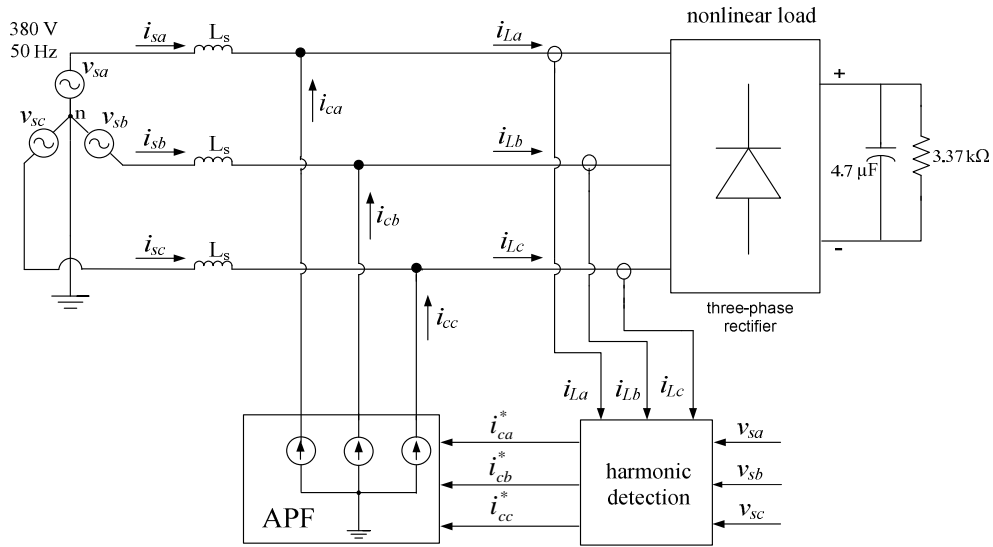 nonlinear load
380 V
50 Hz
i_sa
L_s
i_La
v_sa
+
n
v_sc
v_sb
i_ca
i_sb
L_s
i_Lb
4.7 µF
3.37 kΩ
i_cb
i_sc
L_s
i_Lc
-
i_cc
three-phase
rectifier
i_La
i_Lb
i_Lc
i*_ca
v_sa
i*_cb
harmonic
detection
v_sb
i*_cc
v_sc
APF